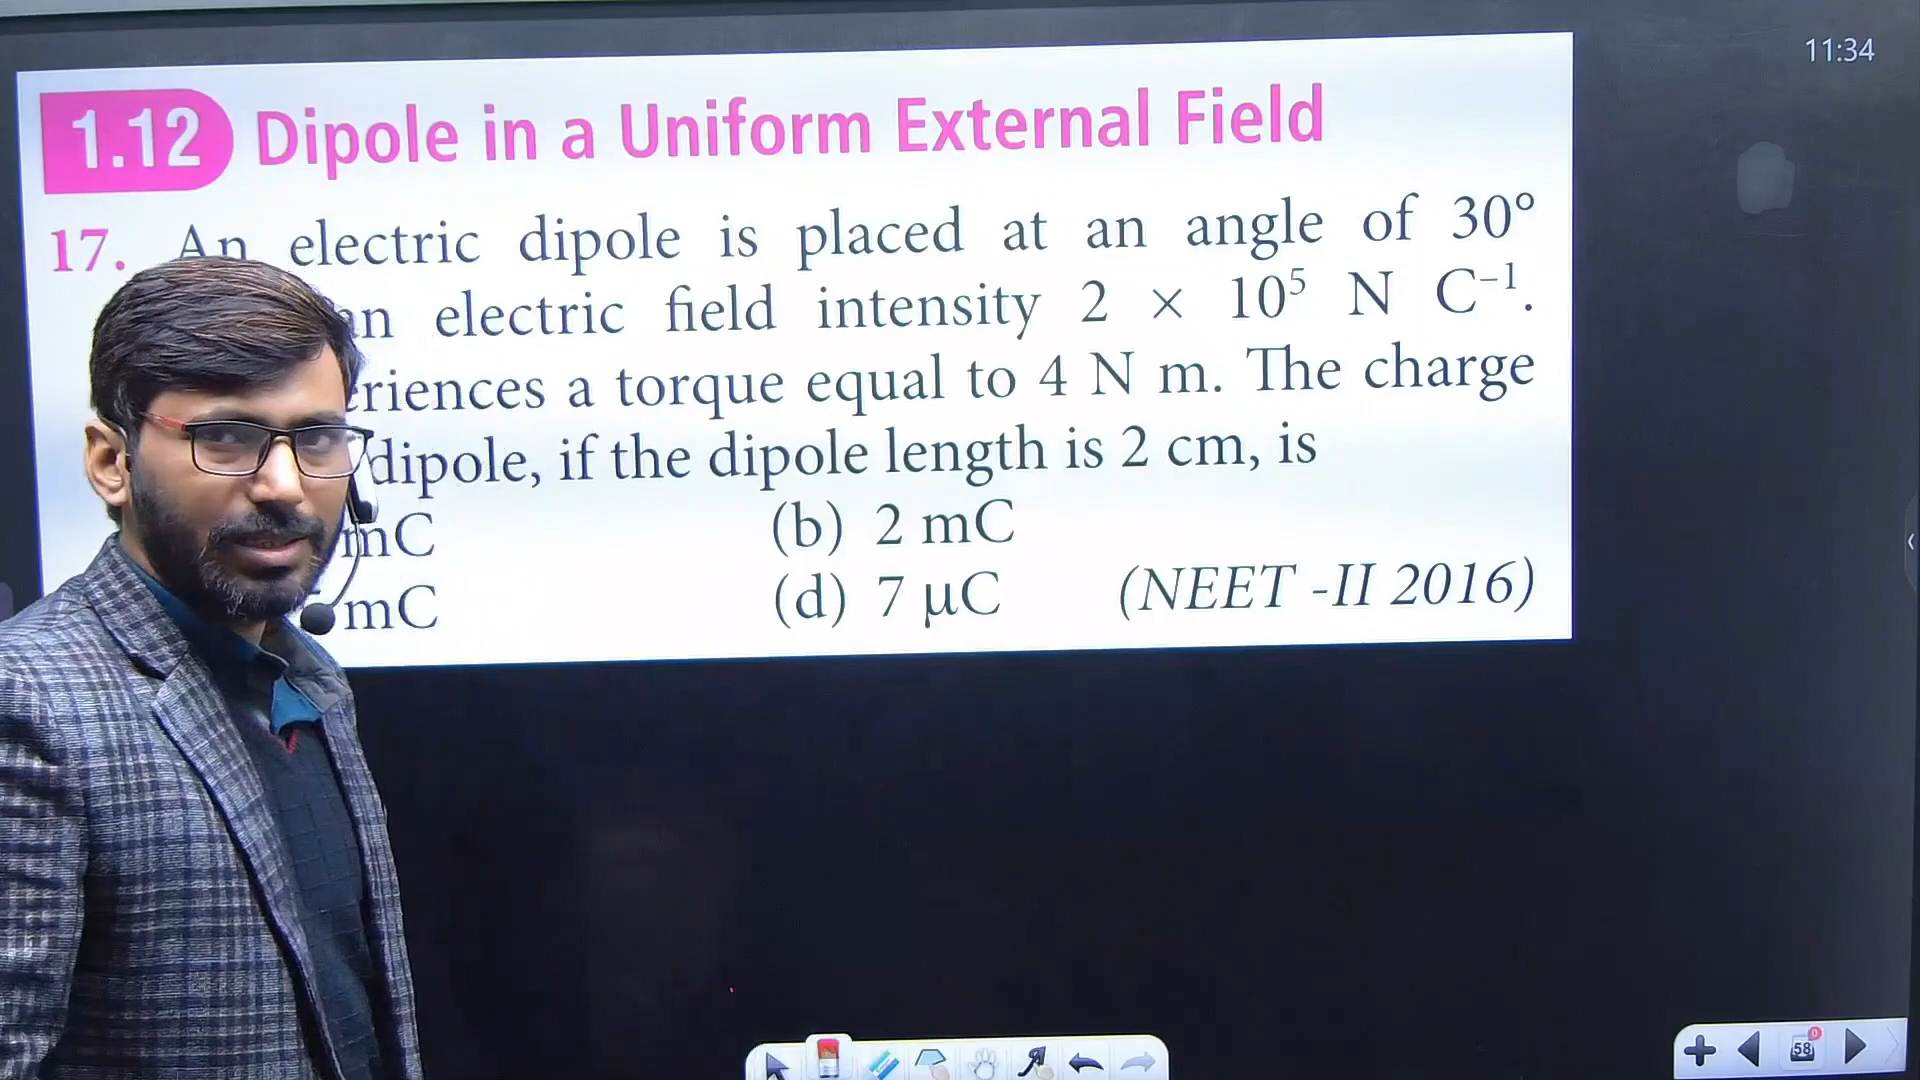 11:34
1.12 Dipole in a Uniform External Field
17. An electric dipole is placed at an angle of 30°
electric field intensity 2 × 10⁵ N C⁻¹.
a torque equal to 4 N m. The charge
dipole, if the dipole length is 2 cm, is
mC (b) 2 mC
mC (d) 7 μC (NEET -II 2016)
58
0